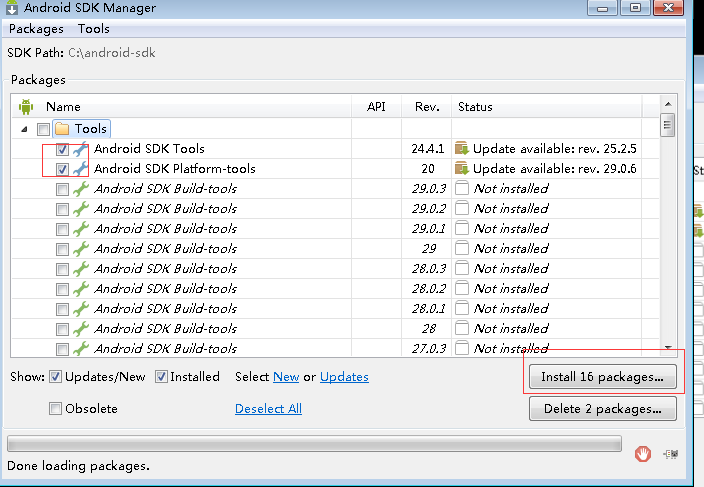 Android SDK Manager
Packages Tools
SDK Path: C:\android-sdk
Packages
Name API Rev. Status
Tools
Android SDK Tools 24.4.1 Update available: rev. 25.2.5
Android SDK Platform-tools 20 Update available: rev. 29.0.6
Android SDK Build-tools 29.0.3 Not installed
Android SDK Build-tools 29.0.2 Not installed
Android SDK Build-tools 29.0.1 Not installed
Android SDK Build-tools 29 Not installed
Android SDK Build-tools 28.0.3 Not installed
Android SDK Build-tools 28.0.2 Not installed
Android SDK Build-tools 28.0.1 Not installed
Android SDK Build-tools 28 Not installed
Android SDK Build-tools 27.0.3 Not installed
Show: Updates/New Installed Select New or Updates Install 16 packages...
Obsolete Deselect All Delete 2 packages...
Done loading packages.
St